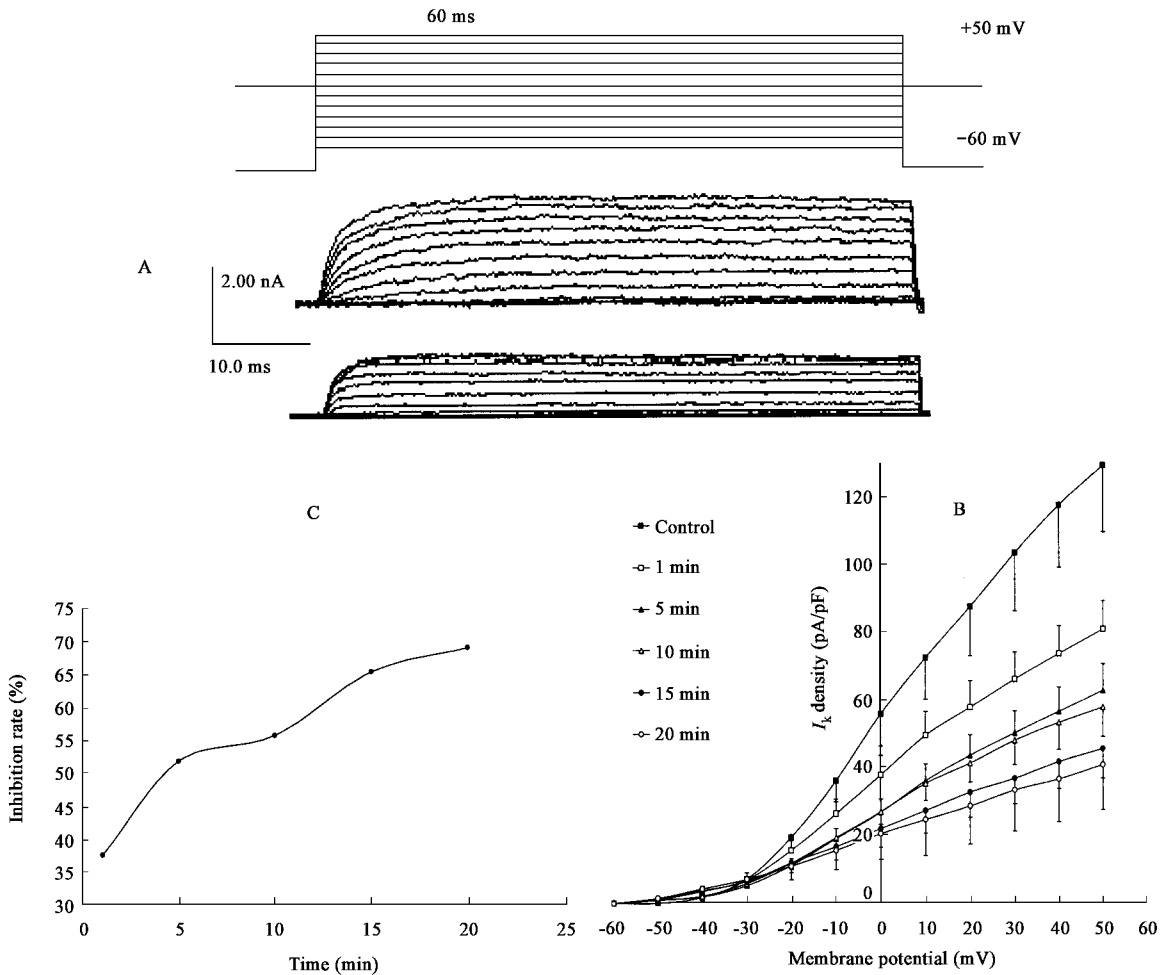 60 ms
+50 mV
−60 mV
A
2.00 nA
10.0 ms
C
Inhibition rate (%)
75
70
65
60
55
50
45
40
35
30
0
5
10
15
20
25
Time (min)
Control
1 min
5 min
10 min
15 min
20 min
B
Ik density (pA/pF)
120
100
80
60
40
20
0
-60
-50
-40
-30
-20
-10
0
10
20
30
40
50
60
Membrane potential (mV)